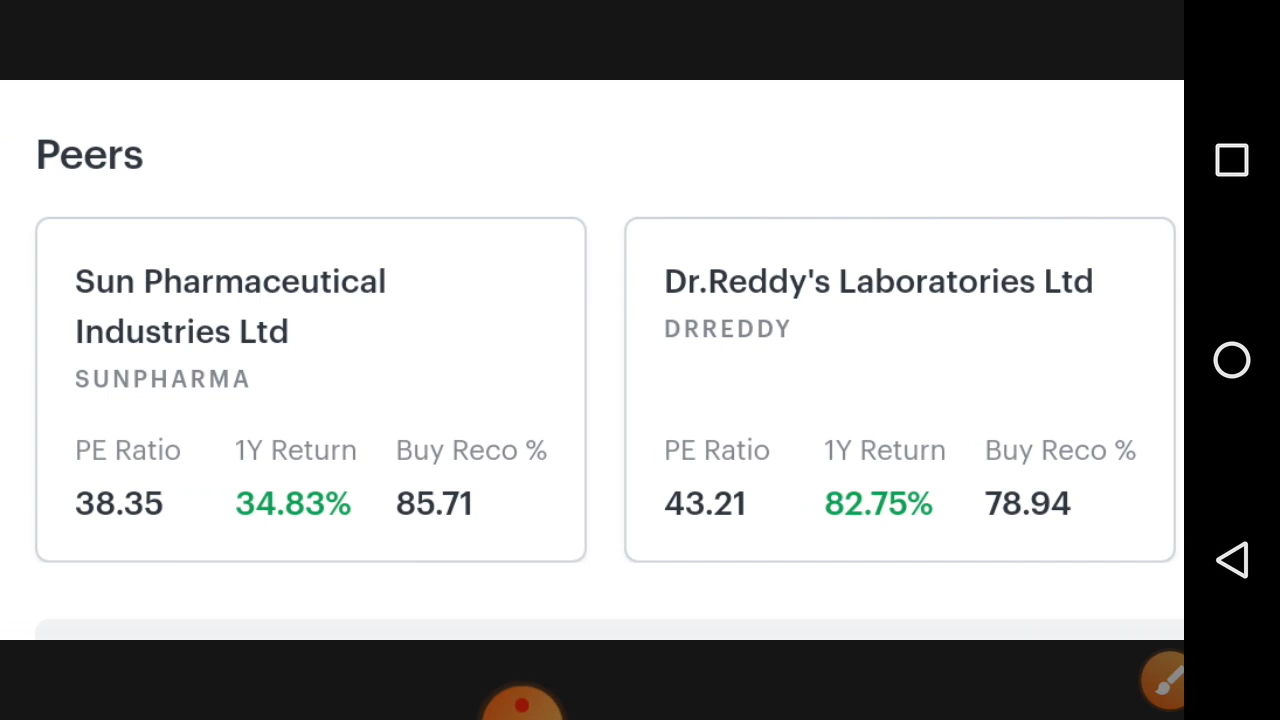 Peers
Sun Pharmaceutical
Industries Ltd
SUNPHARMA
PE Ratio 1Y Return Buy Reco %
38.35 34.83% 85.71
Dr.Reddy's Laboratories Ltd
DRREDDY
PE Ratio 1Y Return Buy Reco %
43.21 82.75% 78.94